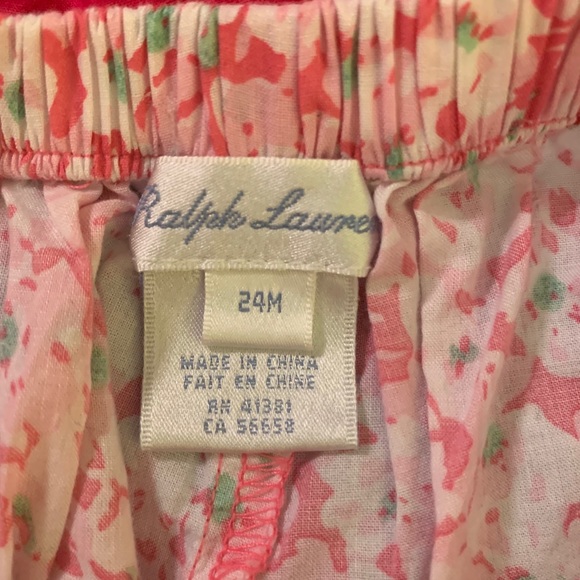 Ralph Lauren
24M
MADE IN CHINA
FAIT EN CHINE
RN 41381
CA 56658